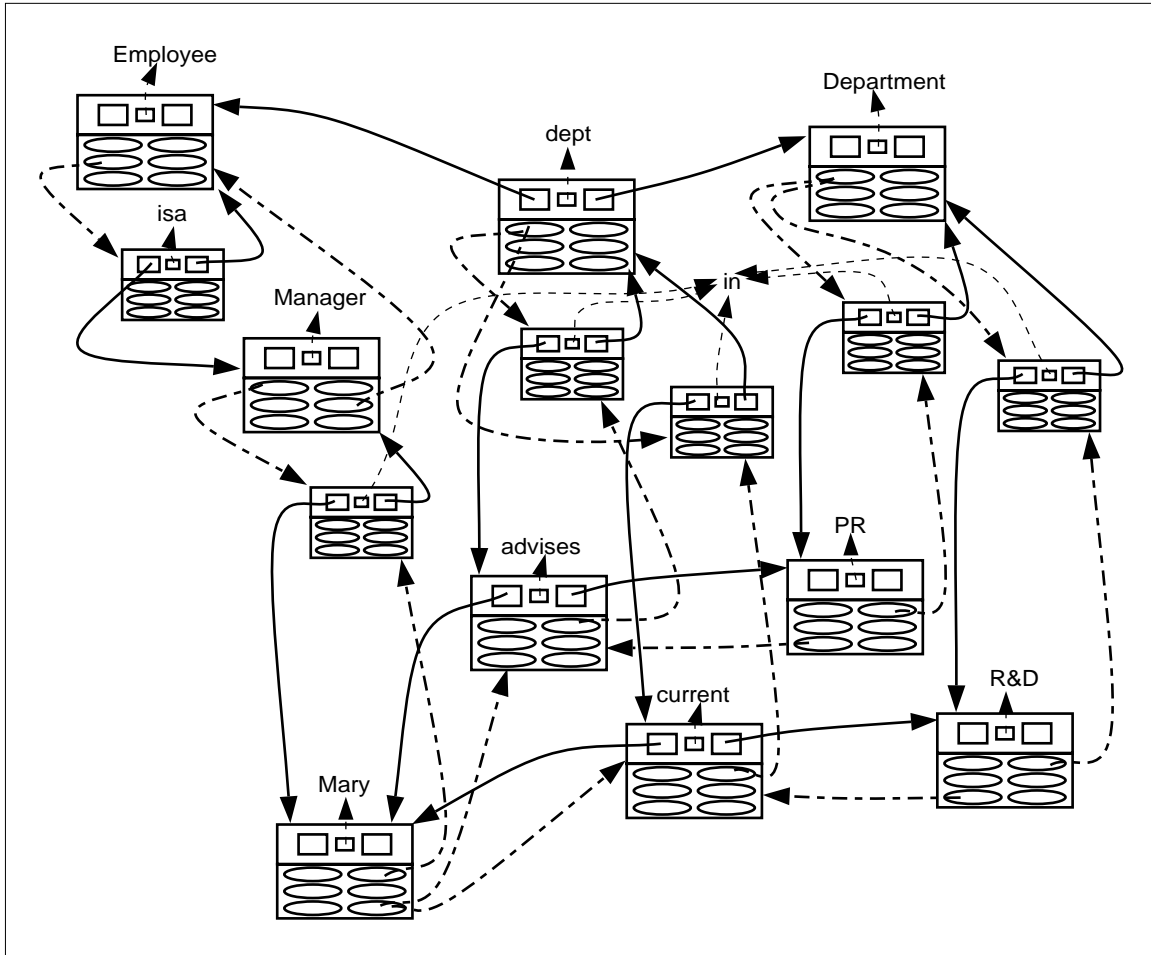 Employee
Department
dept
isa
in
Manager
PR
advises
R&D
current
Mary